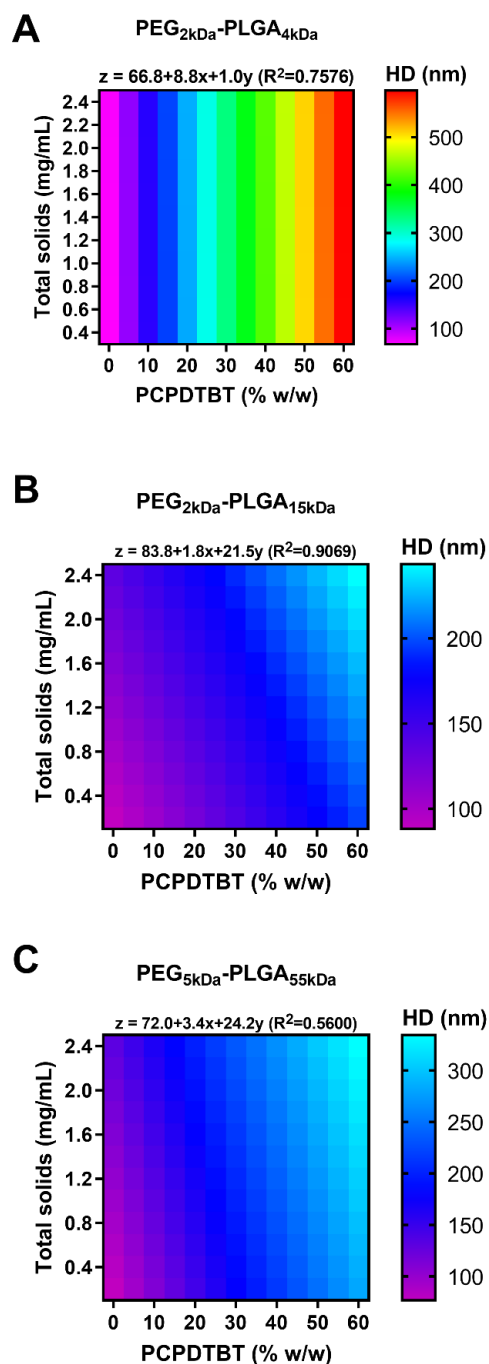 A
PEG2kDa-PLGA4kDa
z = 66.8+8.8x+1.0y (R2=0.7576)
HD (nm)
2.4
2.2
2.0
1.8
1.6
1.4
1.2
1.0
0.8
0.6
0.4
Total solids (mg/mL)
500
400
300
200
100
0 10 20 30 40 50 60
PCPDTBT (% w/w)
B
PEG2kDa-PLGA15kDa
z = 83.8+1.8x+21.5y (R2=0.9069)
HD (nm)
2.4
2.0
1.6
1.2
0.8
0.4
Total solids (mg/mL)
200
150
100
0 10 20 30 40 50 60
PCPDTBT (% w/w)
C
PEG5kDa-PLGA55kDa
z = 72.0+3.4x+24.2y (R2=0.5600)
HD (nm)
2.4
2.0
1.6
1.2
0.8
0.4
Total solids (mg/mL)
300
250
200
150
100
0 10 20 30 40 50 60
PCPDTBT (% w/w)